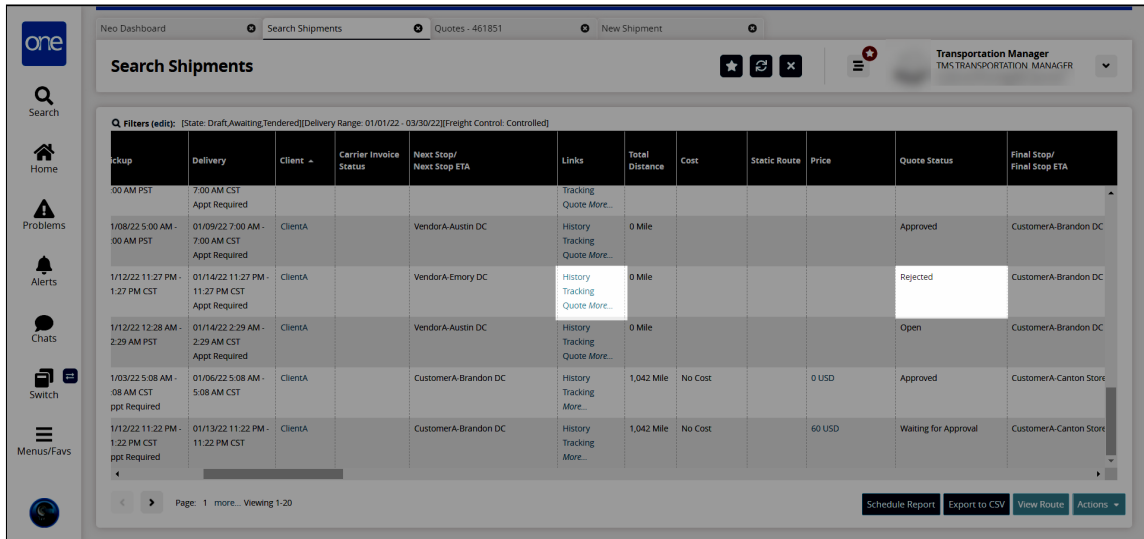 one
Search
Home
Problems
Alerts
Chats
Switch
Menus/Favs
Neo Dashboard
Search Shipments
Quotes - 461851
New Shipment
Search Shipments
Transportation Manager
TMS TRANSPORTATION_MANAGER
Filters (edit): [State: Draft,Awaiting,Tendered][Delivery Range: 01/01/22 - 03/30/22][Freight Control: Controlled]
ickup Delivery Client Carrier Invoice Status Next Stop/ Next Stop ETA Links Total Distance Cost Static Route Price Quote Status Final Stop/ Final Stop ETA
:00 AM PST 7:00 AM CST Tracking
Appt Required Quote More...
1/08/22 5:00 AM - 01/09/22 7:00 AM - ClientA VendorA-Austin DC History 0 Mile Approved CustomerA-Brandon DC
:00 AM PST 7:00 AM CST Tracking
Appt Required Quote More...
1/12/22 11:27 PM - 01/14/22 11:27 PM - ClientA VendorA-Emory DC History 0 Mile Rejected CustomerA-Brandon DC
1:27 PM CST 11:27 PM CST Tracking
Appt Required Quote More...
1/12/22 12:28 AM - 01/14/22 2:29 AM - ClientA VendorA-Austin DC History 0 Mile Open CustomerA-Brandon DC
2:29 AM PST 2:29 AM CST Tracking
Appt Required Quote More...
1/03/22 5:08 AM - 01/06/22 5:08 AM - ClientA CustomerA-Brandon DC History 1,042 Mile No Cost 0 USD Approved CustomerA-Canton Store
:08 AM CST 5:08 AM CST Tracking
ppt Required More...
1/12/22 11:22 PM - 01/13/22 11:22 PM - ClientA CustomerA-Brandon DC History 1,042 Mile No Cost 60 USD Waiting for Approval CustomerA-Canton Store
1:22 PM CST 11:22 PM CST Tracking
ppt Required More...
Page: 1 more... Viewing 1-20
Schedule Report Export to CSV View Route Actions